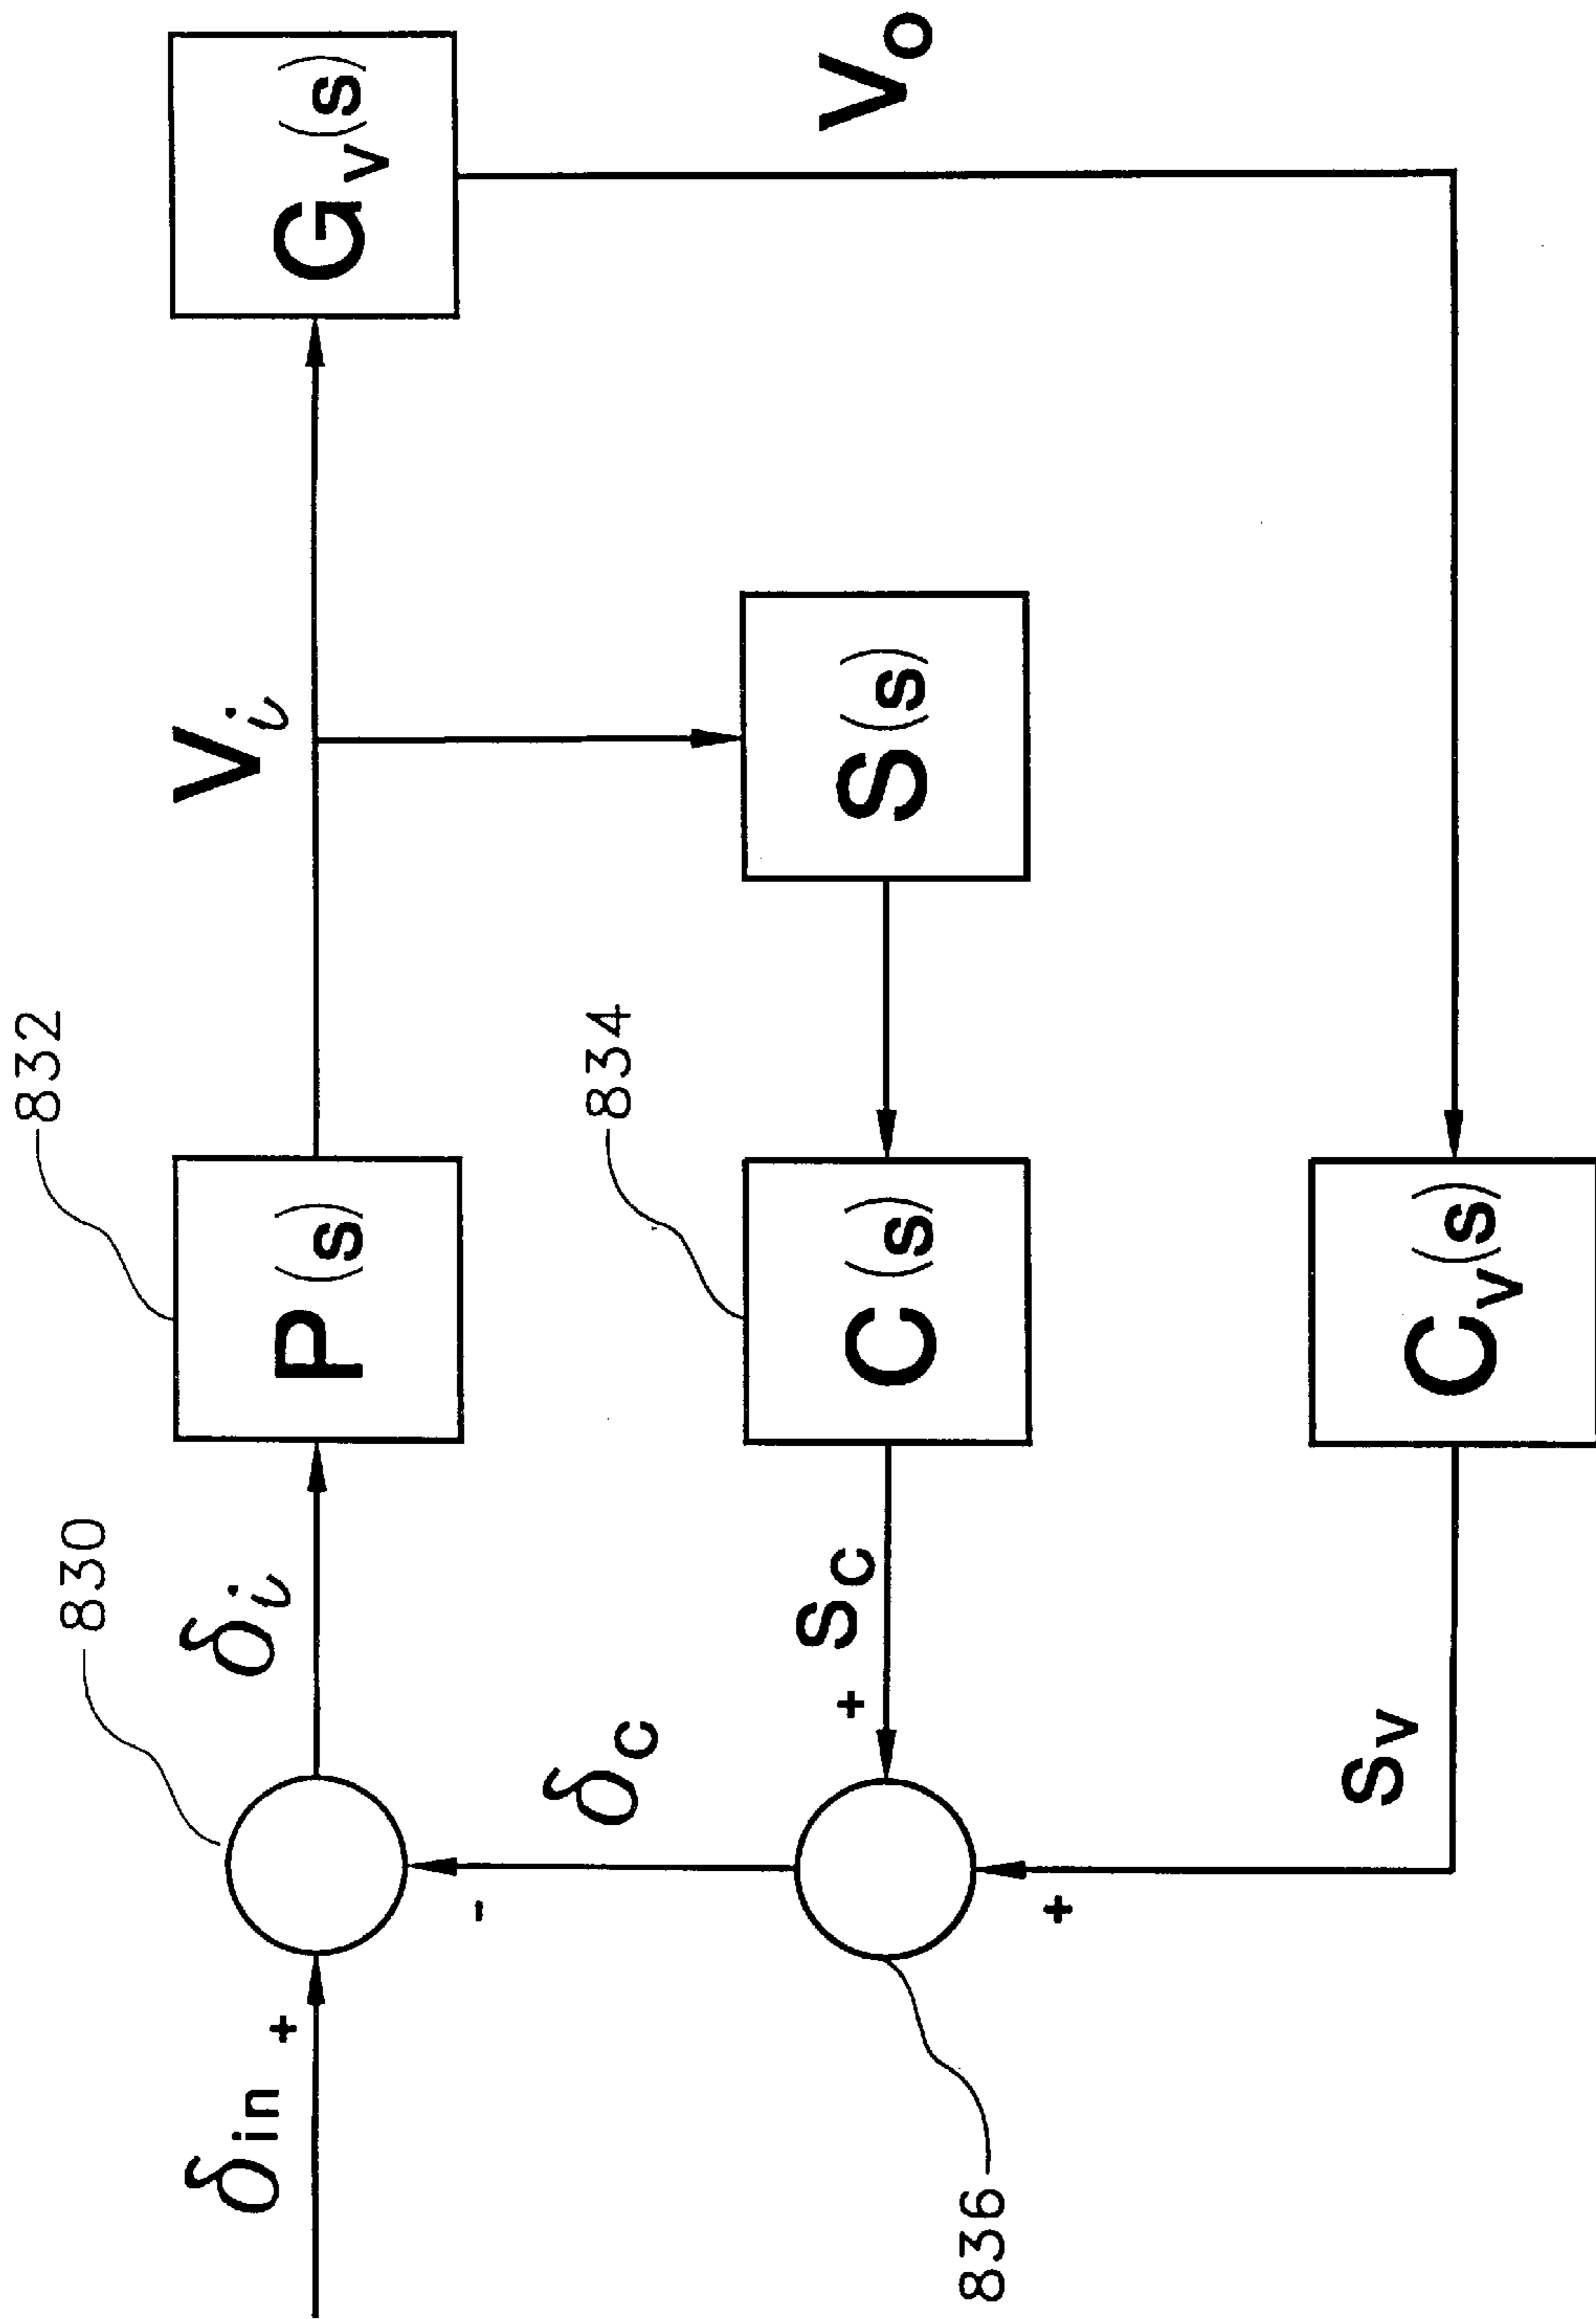 832
830
δin
+
δi
P(s)
Vi
Gv(s)
-
δc
834
836
+
Sc
C(s)
S(s)
Vo
+
Sv
Cv(s)